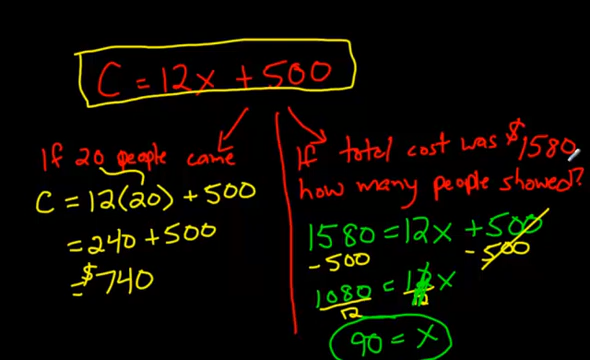 C = 12x + 500
If 20 people came
C = 12(20) + 500
= 240 + 500
= $740
If total cost was $1580,
how many people showed?
1580 = 12x + 500
-500 -500
1080 = 12x
12 12
90 = x